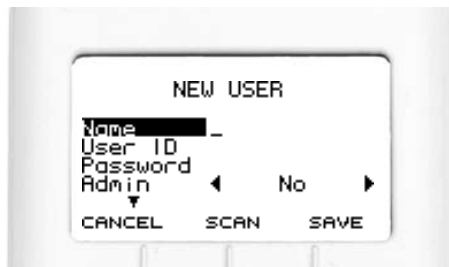 NEW USER
Name _
User ID
Password
Admin ◀ No ▶
▼
CANCEL SCAN SAVE